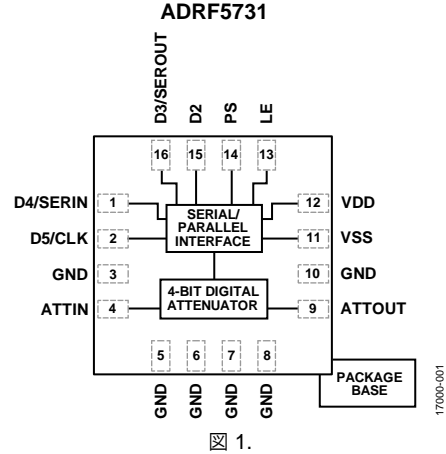 ADRF5731
D3/SEROUT
D2
PS
LE
16
15
14
13
D4/SERIN
1
12
VDD
SERIAL/
PARALLEL
INTERFACE
D5/CLK
2
11
VSS
GND
3
10
GND
4-BIT DIGITAL
ATTENUATOR
ATTIN
4
9
ATTOUT
5
6
7
8
GND
GND
GND
GND
PACKAGE
BASE
17000-001
図 1.